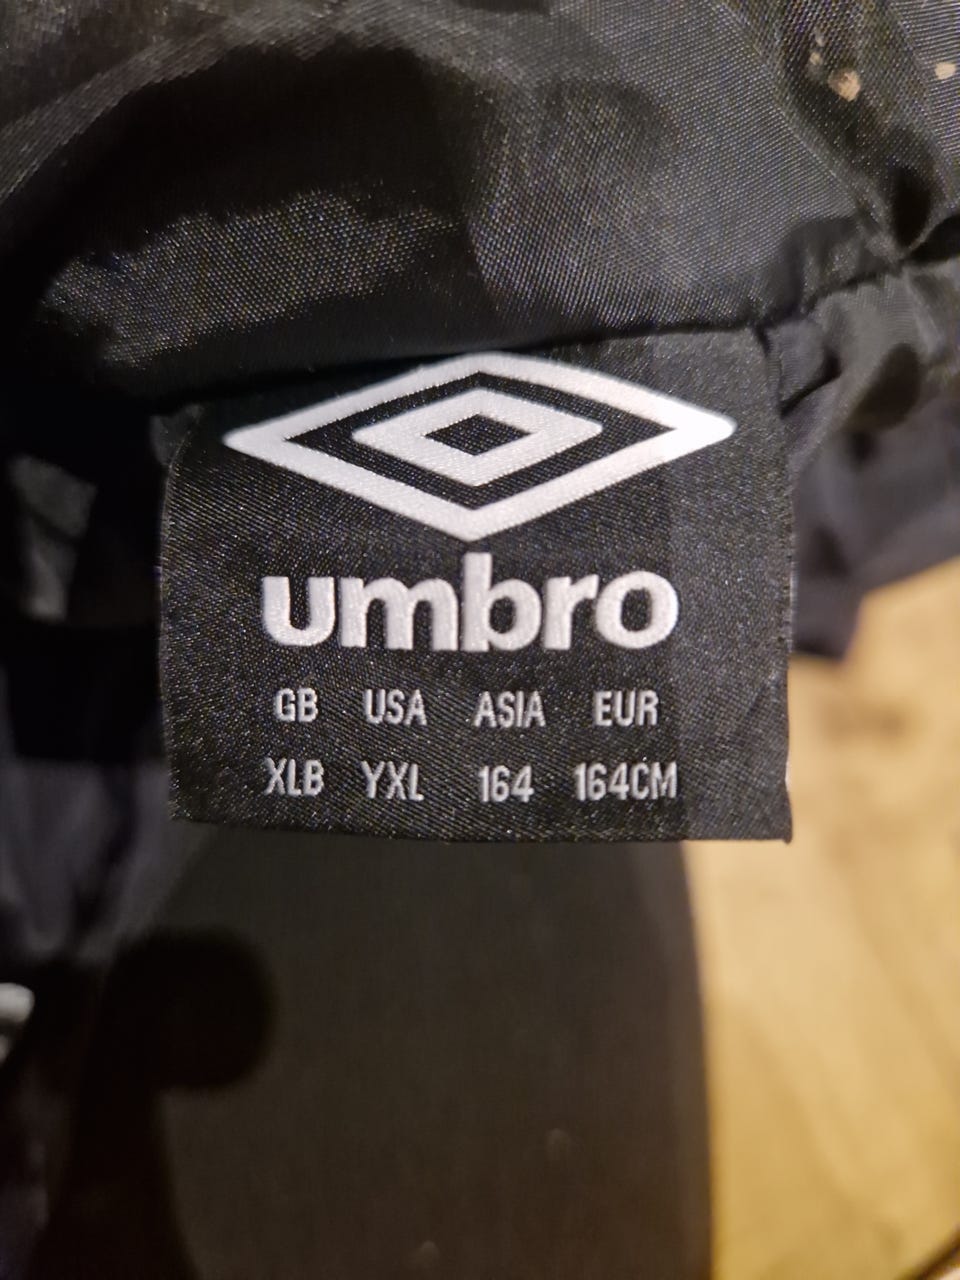 umbro
GB USA ASIA EUR
XLB YXL 164 164CM